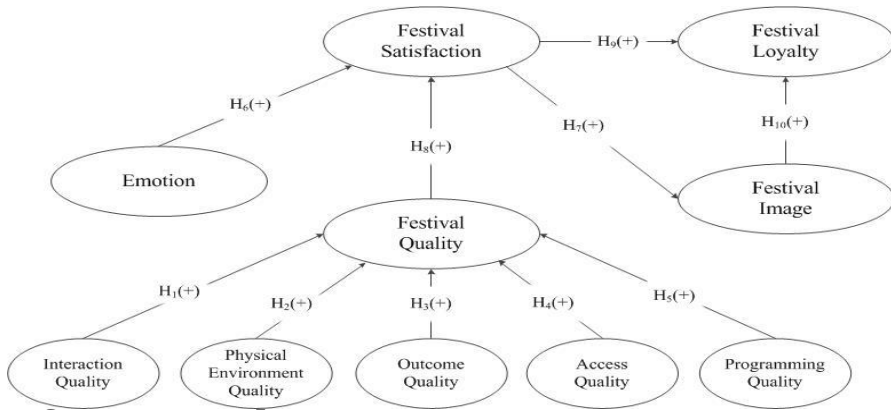 Festival
Satisfaction
H₉(+)
Festival
Loyalty
H₆(+)
H₇(+)
H₁₀(+)
H₈(+)
Emotion
Festival
Image
Festival
Quality
H₁(+)
H₂(+)
H₃(+)
H₄(+)
H₅(+)
Interaction
Quality
Physical
Environment
Quality
Outcome
Quality
Access
Quality
Programming
Quality